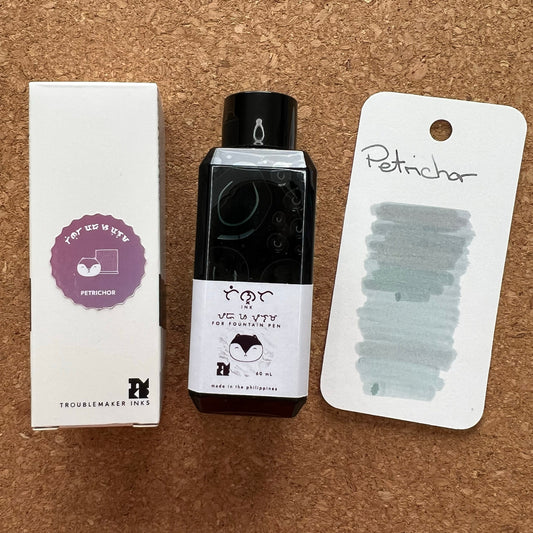 PETRICHOR
TROUBLEMAKER INKS
INK
FOR FOUNTAIN PEN
60 mL
made in the philippines
Petrichor